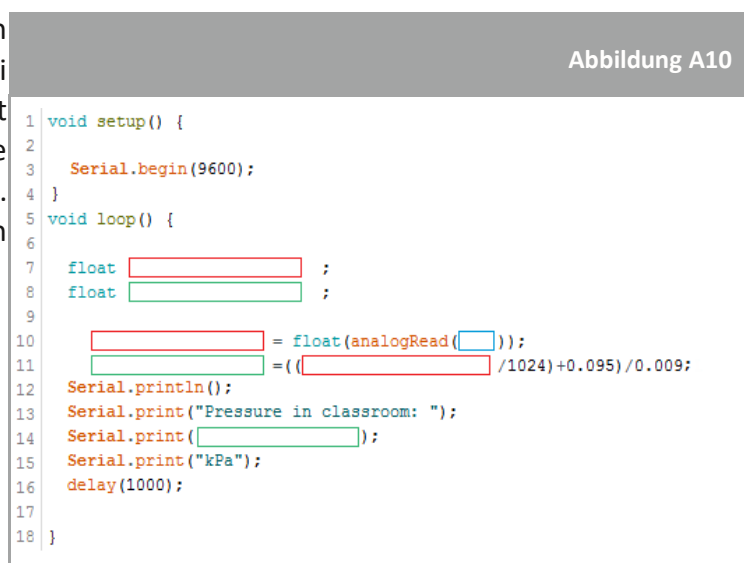 Abbildung A10
n
i
t
e
.
n
1 void setup() {
2
3 Serial.begin(9600);
4 }
5 void loop() {
6
7 float ;
8 float ;
9
10 = float(analogRead( ));
11 =(( /1024)+0.095)/0.009;
12 Serial.println();
13 Serial.print("Pressure in classroom: ");
14 Serial.print( );
15 Serial.print("kPa");
16 delay(1000);
17
18 }